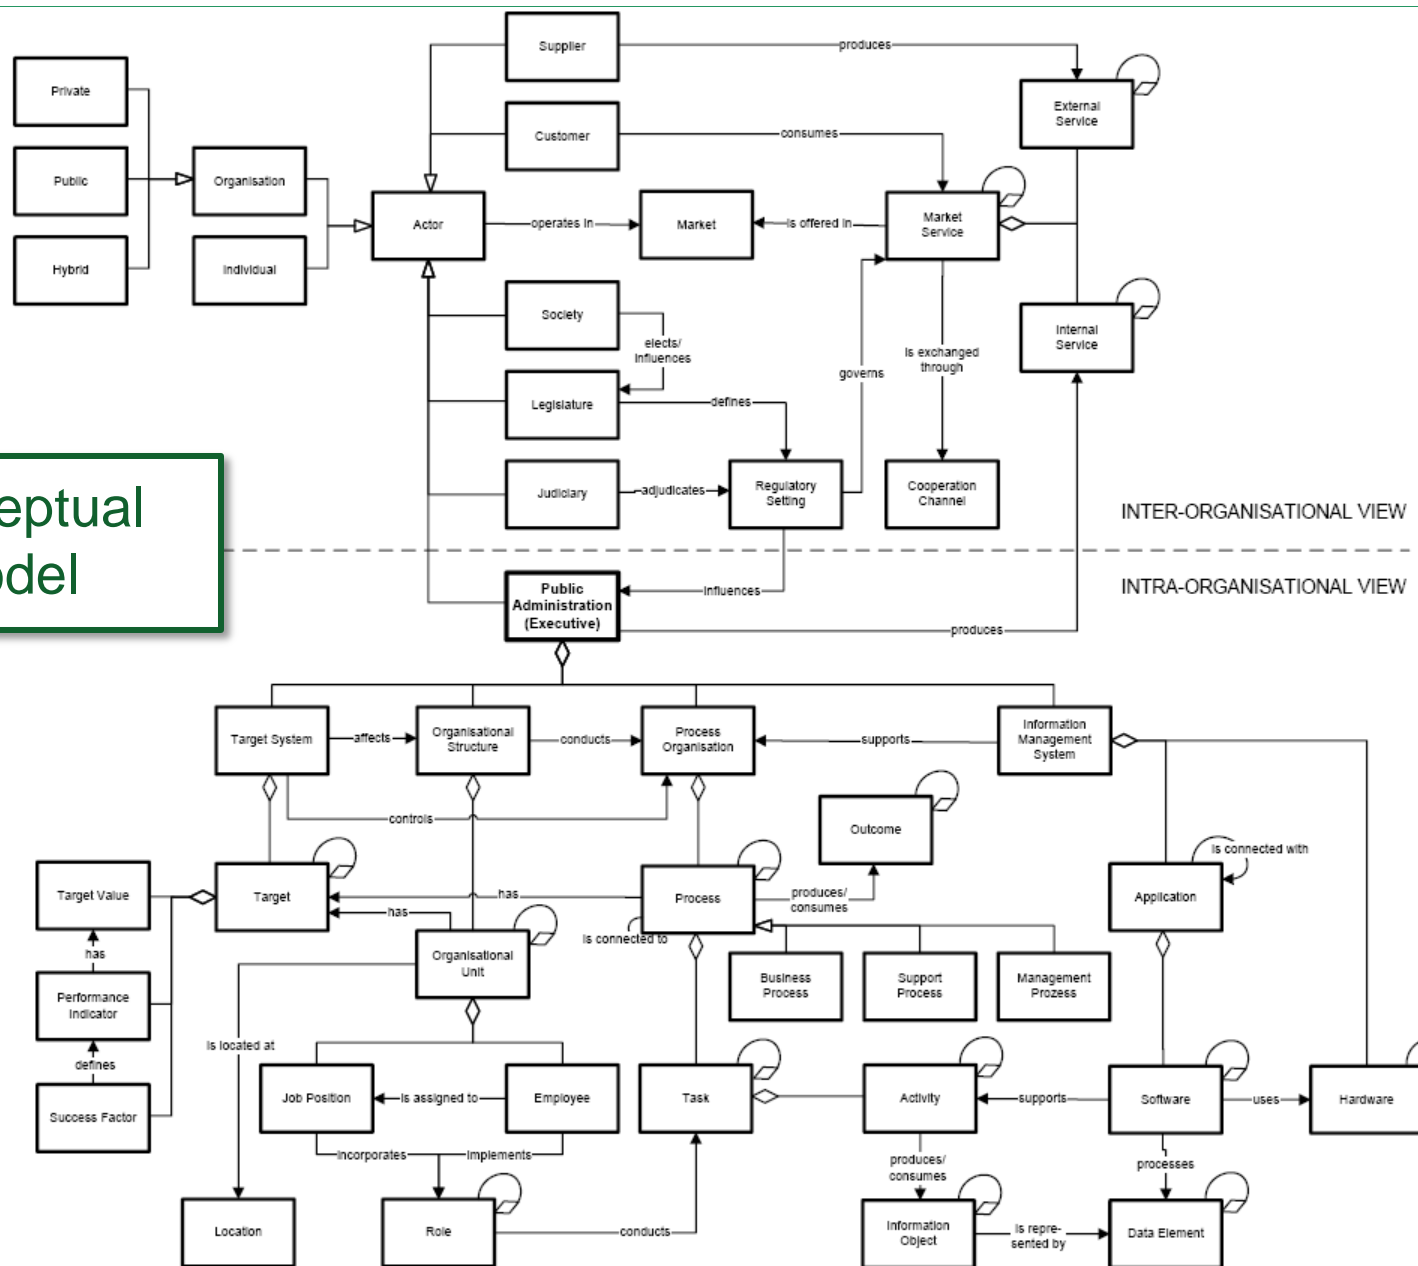 Supplier
produces
Private
External
Service
Customer
consumes
Public
Organisation
Actor
operates in
Market
Is offered in
Market
Service
Hybrid
Individual
Society
elects/
Influences
Internal
Service
Is exchanged
through
governs
Legislature
defines
Judiciary
adjudicates
Regulatory
Setting
Cooperation
Channel
INTER-ORGANISATIONAL VIEW
eptual
odel
INTRA-ORGANISATIONAL VIEW
Public
Administration
(Executive)
Influences
produces
Target System
affects
Organisational
Structure
conducts
Process
Organisation
supports
Information
Management
System
controls
Outcome
Is connected with
Target Value
Target
has
Process
produces/
consumes
Application
has
Is connected to
has
Organisational
Unit
Business
Process
Support
Process
Management
Prozess
Performance
Indicator
Is located at
defines
Success Factor
Job Position
Is assigned to
Employee
Task
Activity
supports
Software
uses
Hardware
Incorporates
Implements
produces/
consumes
processes
Location
Role
conducts
Information
Object
Is repre-
sented by
Data Element